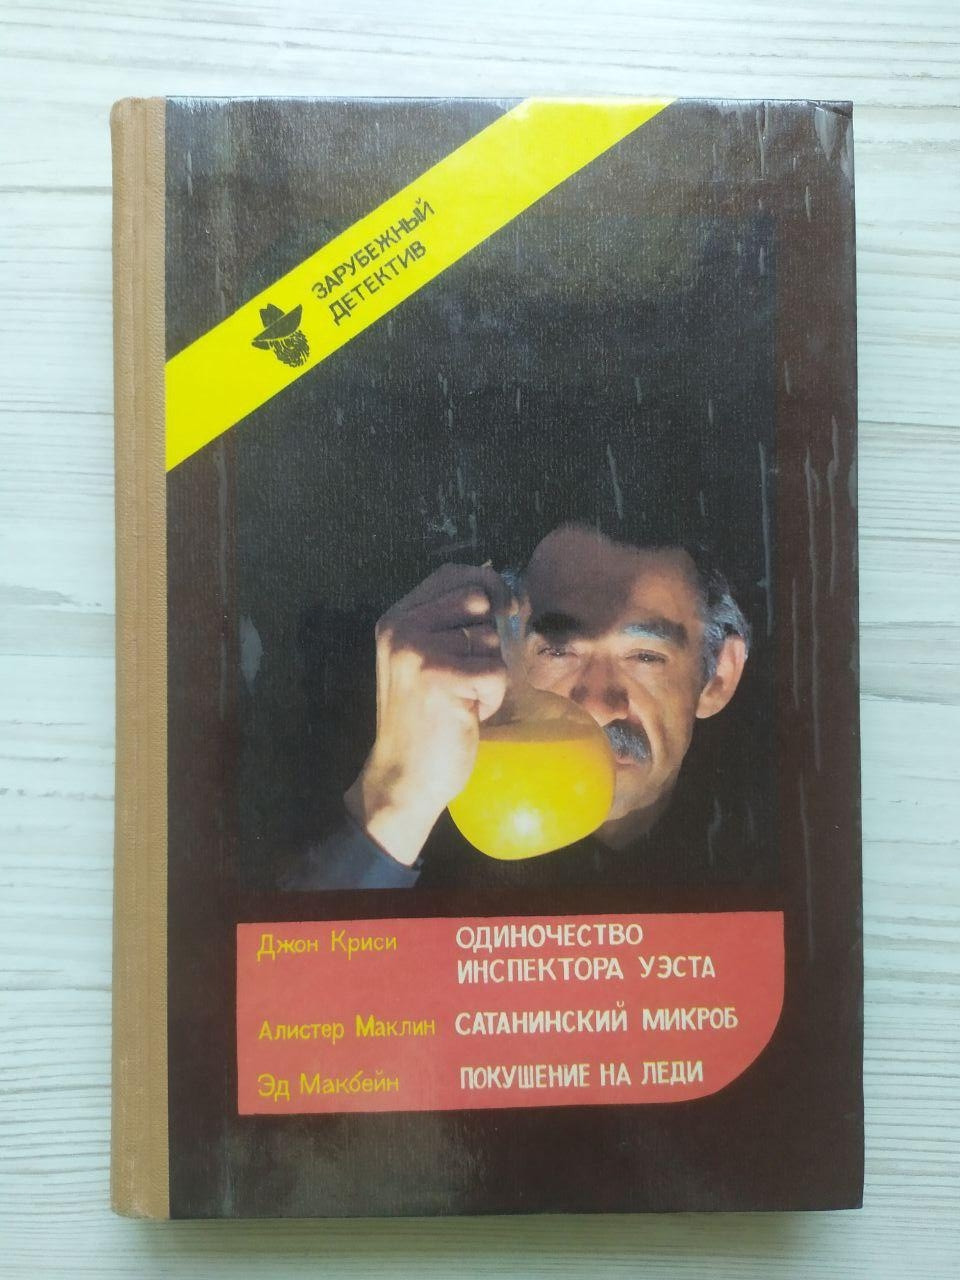 ЗАРУБЕЖНЫЙ
ДЕТЕКТИВ
Джон Криси ОДИНОЧЕСТВО
ИНСПЕКТОРА УЭСТА
Алистер Маклин САТАНИНСКИЙ МИКРОБ
Эд Макбейн ПОКУШЕНИЕ НА ЛЕДИ